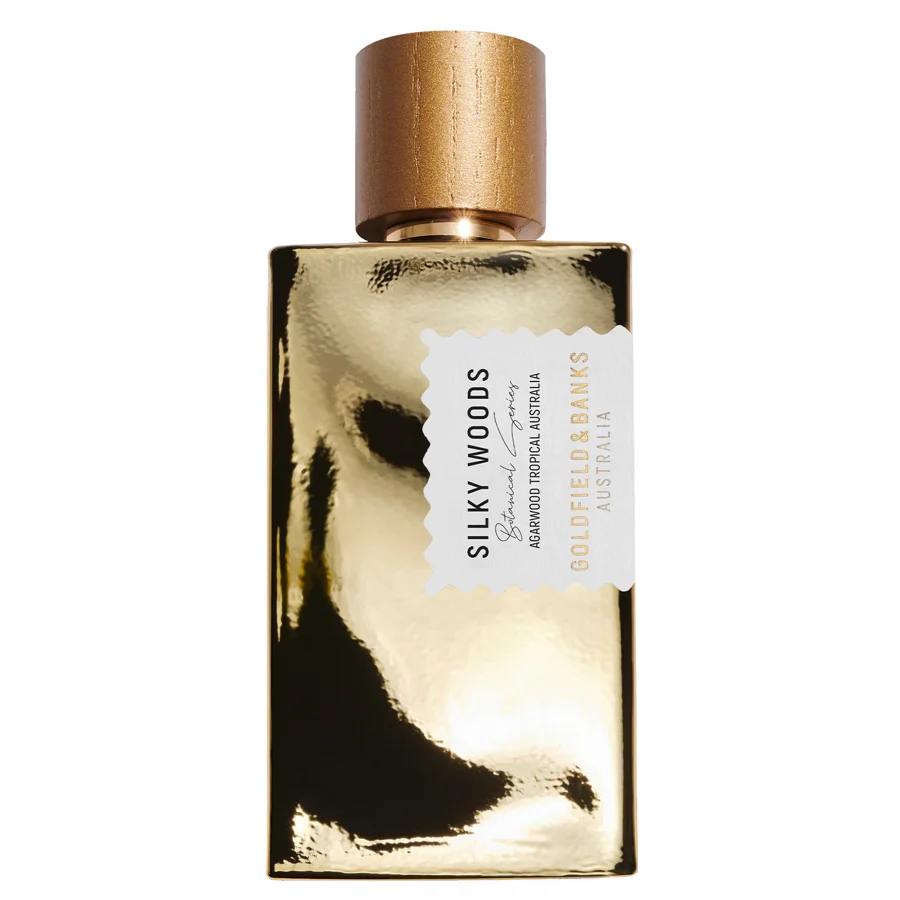 SILKY WOODS
Botanical Series
AGARWOOD TROPICAL AUSTRALIA
GOLDFIELD & BANKS
AUSTRALIA